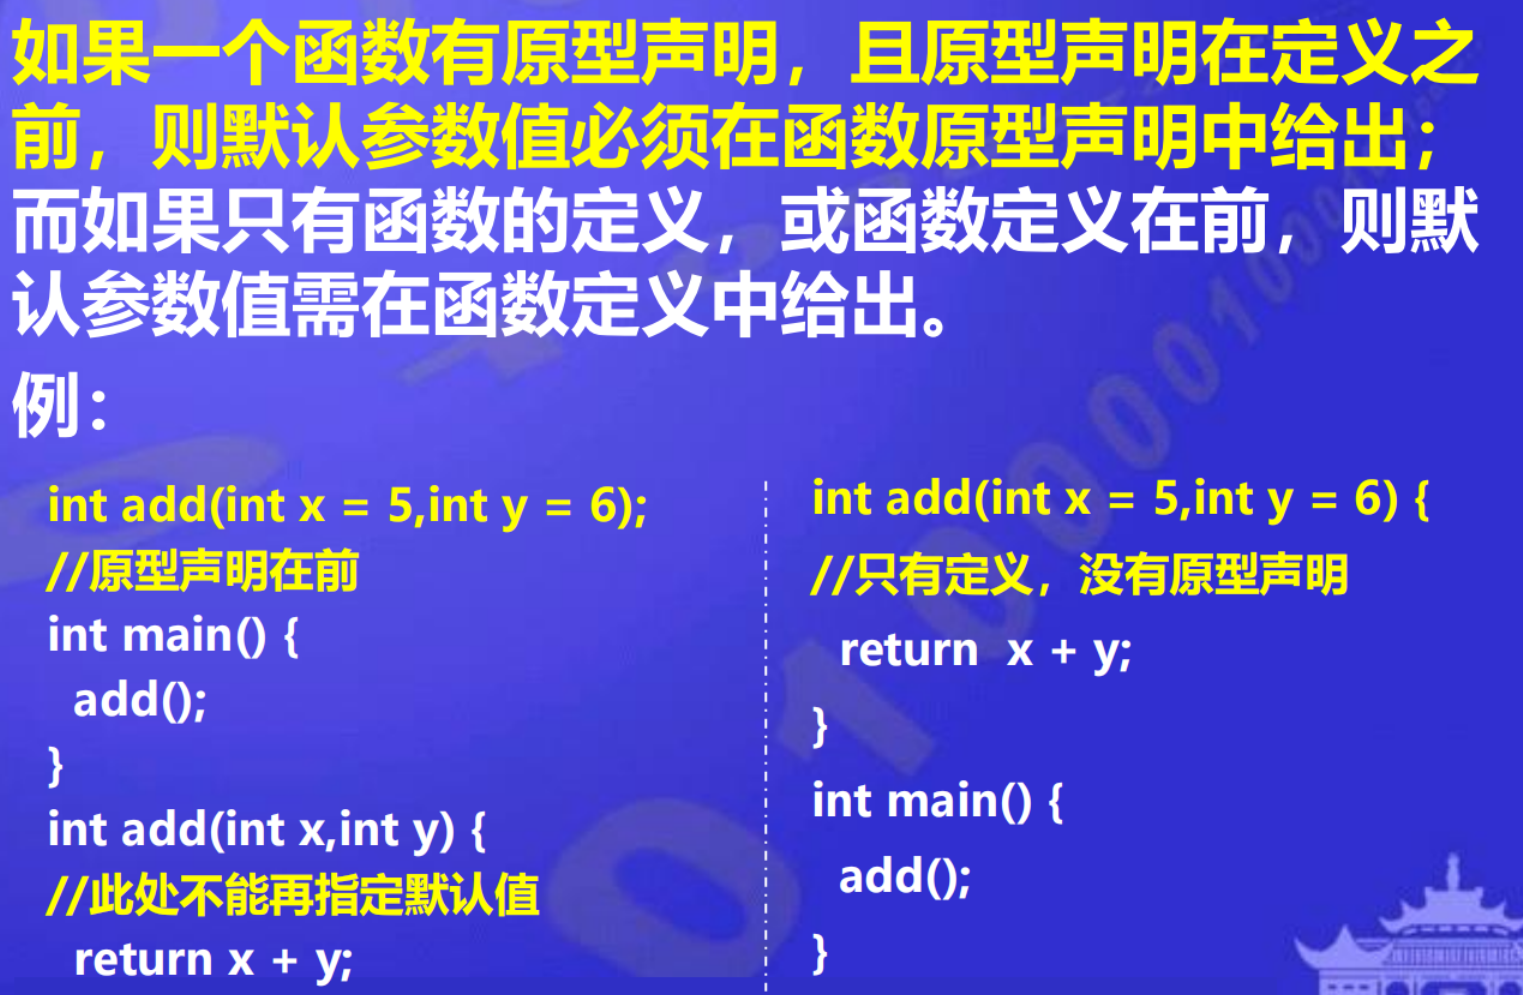 如果一个函数有原型声明，且原型声明在定义之
前，则默认参数值必须在函数原型声明中给出；
而如果只有函数的定义，或函数定义在前，则默
认参数值需在函数定义中给出。
例：
int add(int x = 5,int y = 6);
//原型声明在前
int main() {
add();
}
int add(int x,int y) {
//此处不能再指定默认值
return x + y;
int add(int x = 5,int y = 6) {
//只有定义，没有原型声明
return  x + y;
}
int main() {
add();
}